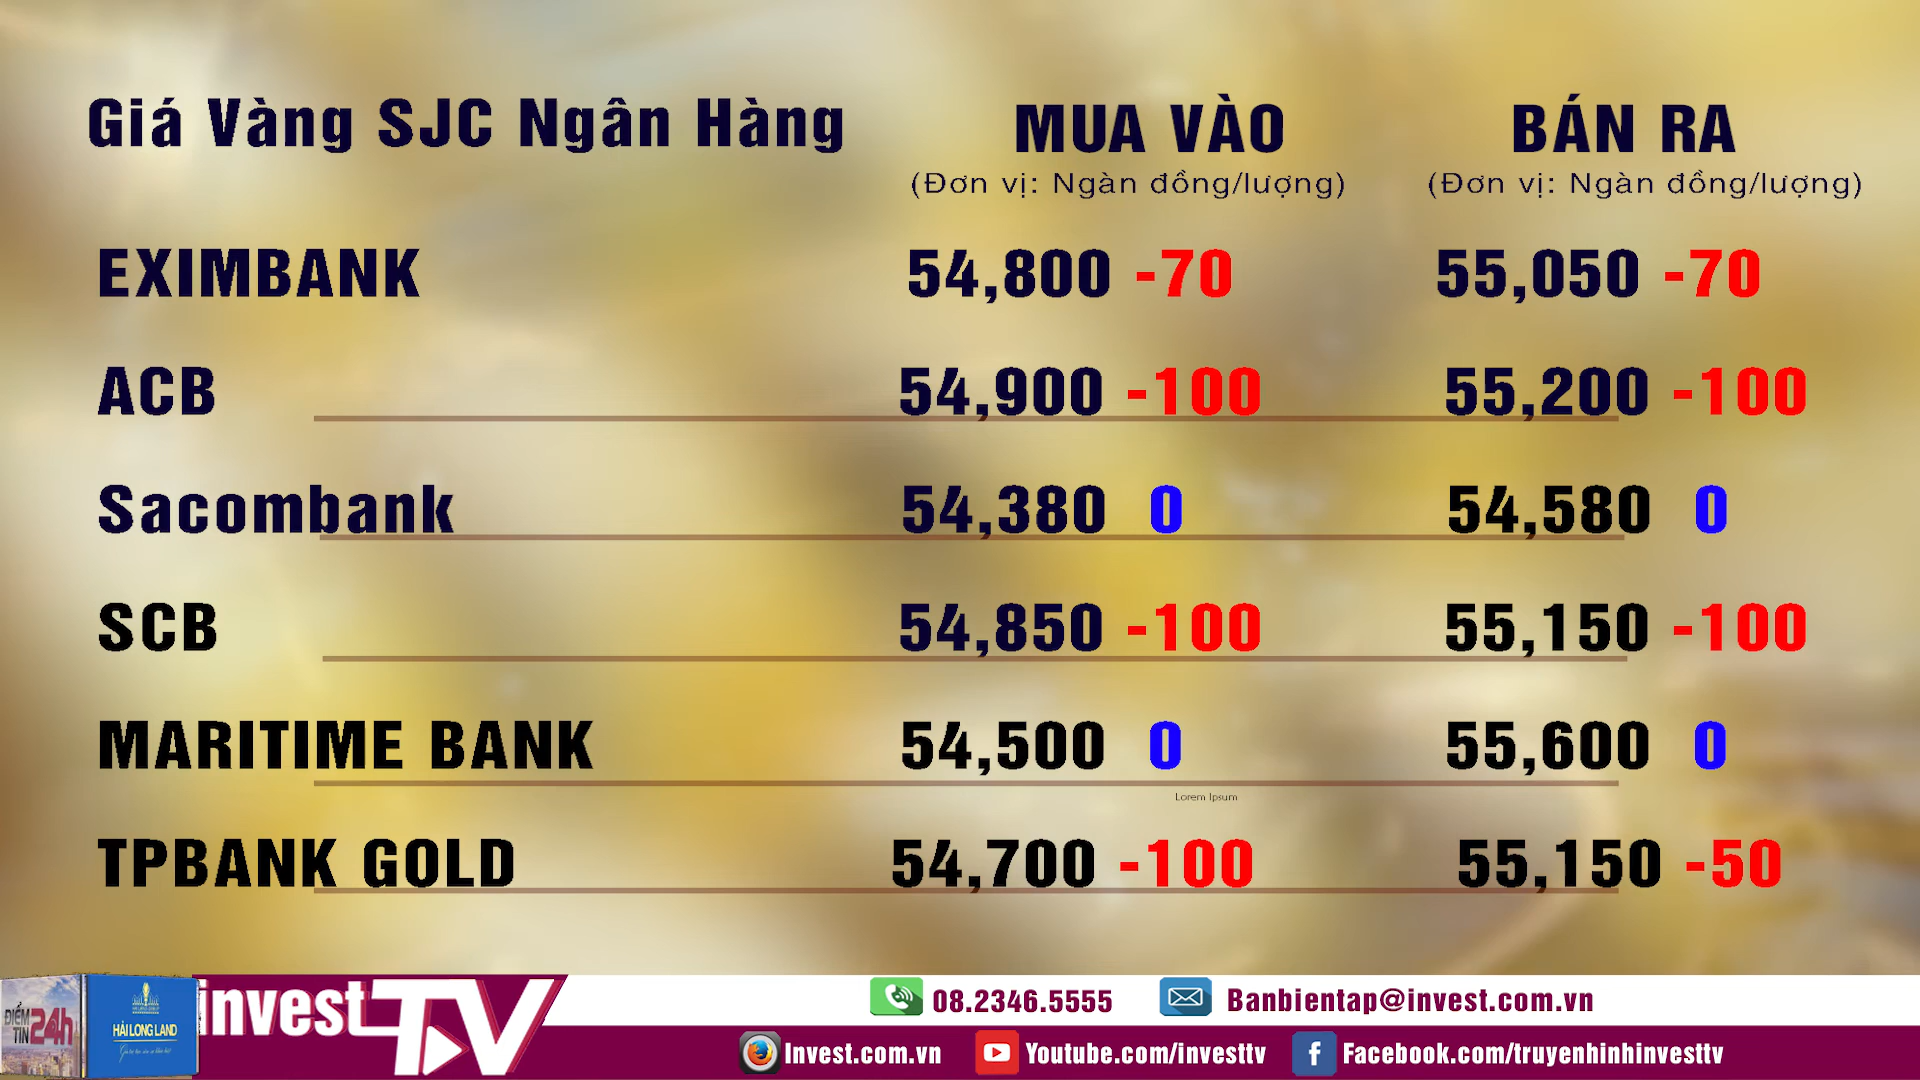 Giá Vàng SJC Ngân Hàng MUA VÀO BÁN RA
(Đơn vị: Ngàn đồng/lượng) (Đơn vị: Ngàn đồng/lượng)
EXIMBANK 54,800 -70 55,050 -70
ACB 54,900 -100 55,200 -100
Sacombank 54,380 0 54,580 0
SCB 54,850 -100 55,150 -100
MARITIME BANK 54,500 0 55,600 0
Lorem Ipsum
TPBANK GOLD 54,700 -100 55,150 -50
ĐIỂM TIN 24h
HẢI LONG LAND
invest TV
08.2346.5555 Banbientap@invest.com.vn
Invest.com.vn Youtube.com/investtv Facebook.com/truyenhinhinvesttv